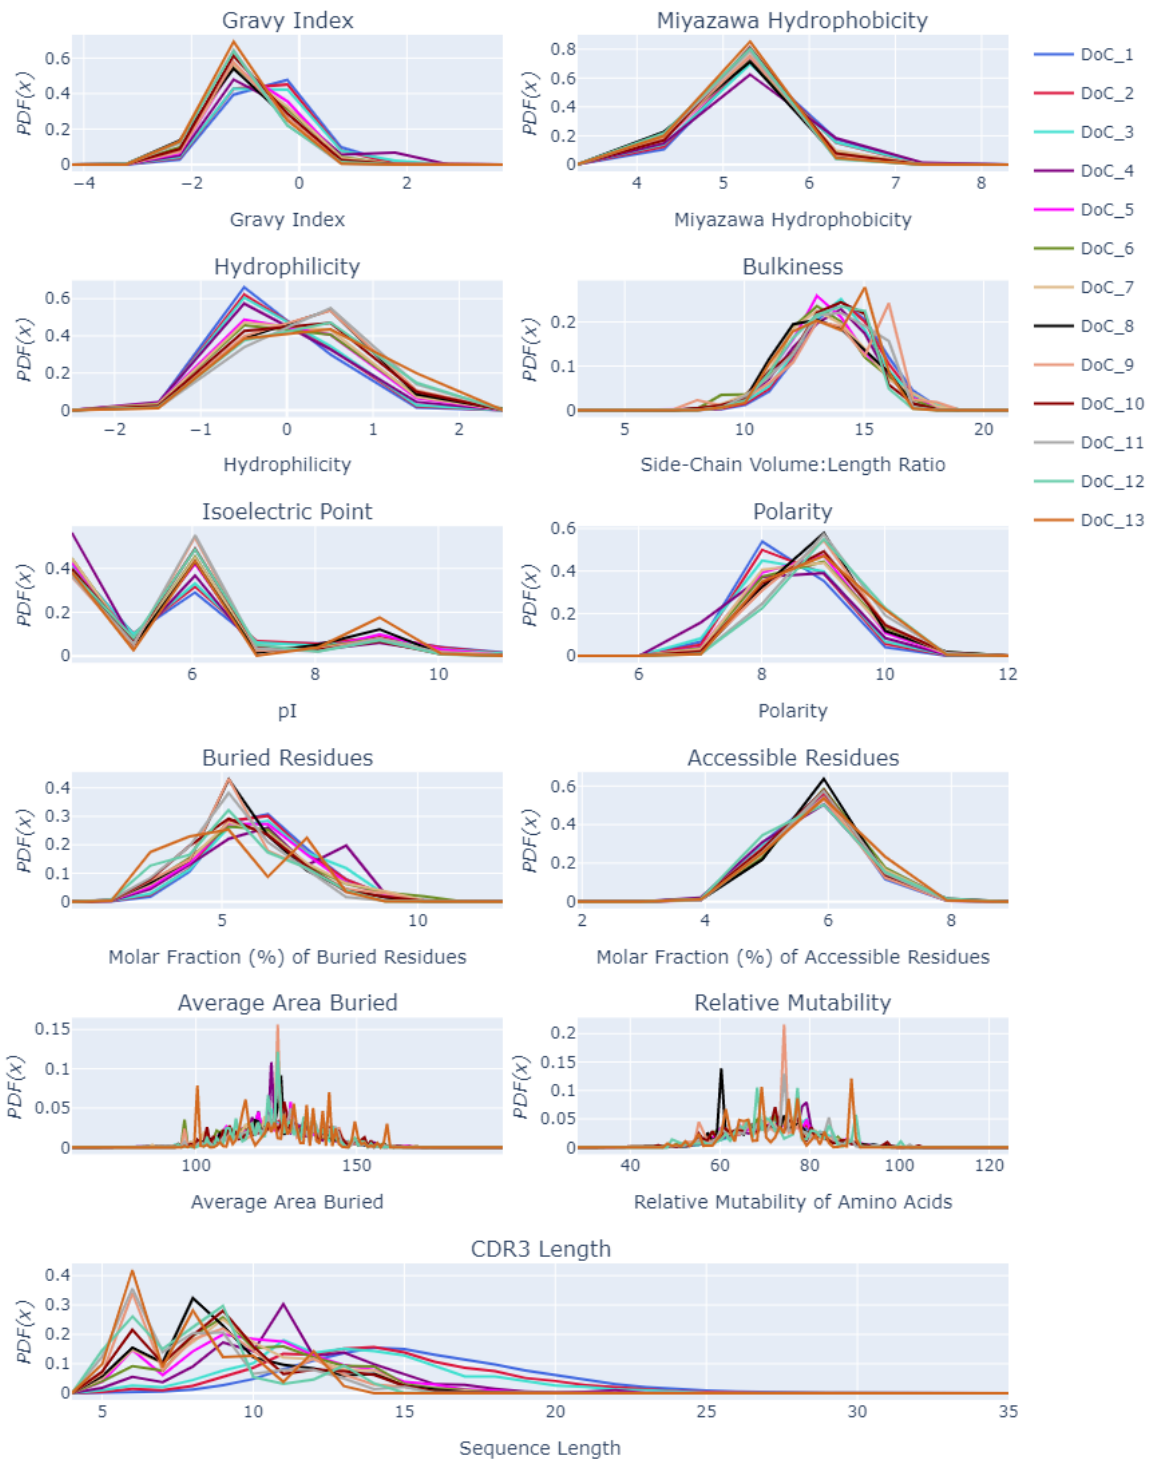 Gravy Index
PDF(x)
0.6
0.4
0.2
0
−4
−2
0
2
Gravy Index
Miyazawa Hydrophobicity
PDF(x)
0.8
0.6
0.4
0.2
0
4
5
6
7
8
Miyazawa Hydrophobicity
DoC_1
DoC_2
DoC_3
DoC_4
DoC_5
DoC_6
DoC_7
DoC_8
DoC_9
DoC_10
DoC_11
DoC_12
DoC_13
Hydrophilicity
PDF(x)
0.6
0.4
0.2
0
−2
−1
0
1
2
Hydrophilicity
Bulkiness
PDF(x)
0.2
0.1
0
5
10
15
20
Side-Chain Volume:Length Ratio
Isoelectric Point
PDF(x)
0.4
0.2
0
6
8
10
pI
Polarity
PDF(x)
0.6
0.4
0.2
0
6
8
10
12
Polarity
Buried Residues
PDF(x)
0.4
0.3
0.2
0.1
0
5
10
Molar Fraction (%) of Buried Residues
Accessible Residues
PDF(x)
0.6
0.4
0.2
0
2
4
6
8
Molar Fraction (%) of Accessible Residues
Average Area Buried
PDF(x)
0.15
0.1
0.05
0
100
150
Average Area Buried
Relative Mutability
PDF(x)
0.2
0.15
0.1
0.05
0
40
60
80
100
120
Relative Mutability of Amino Acids
CDR3 Length
PDF(x)
0.4
0.3
0.2
0.1
0
5
10
15
20
25
30
35
Sequence Length